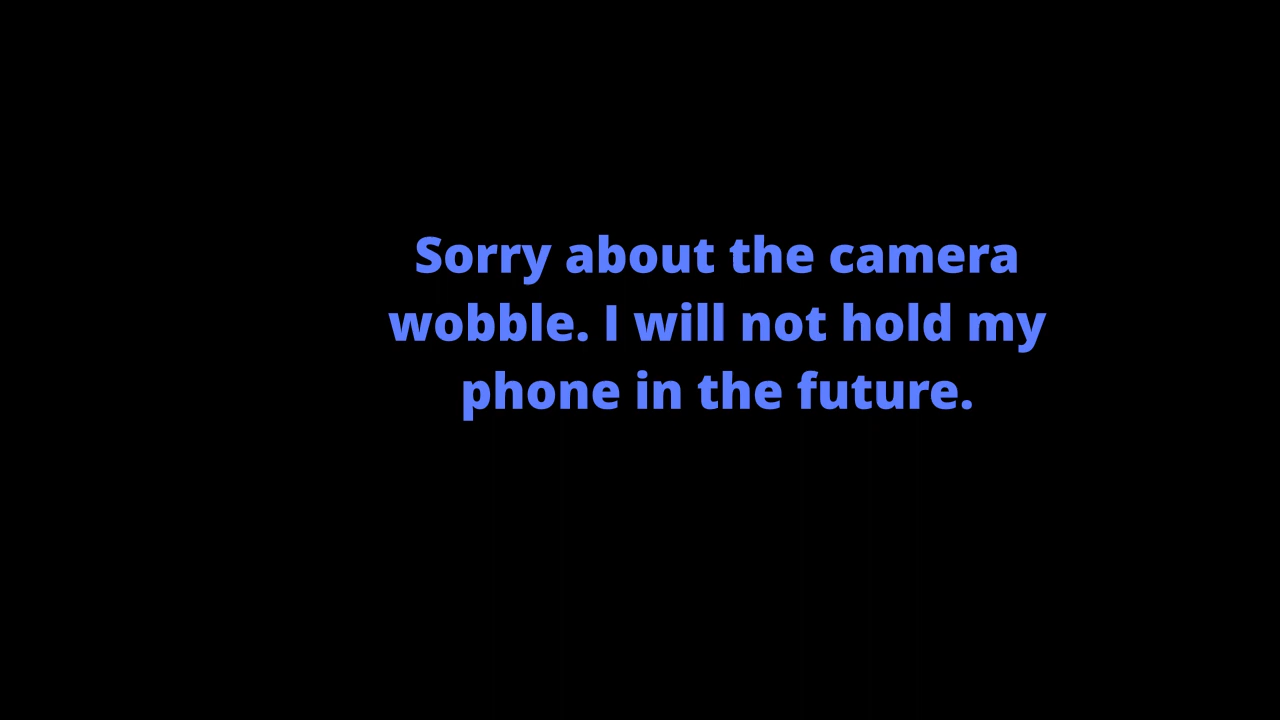 Sorry about the camera
wobble. I will not hold my
phone in the future.